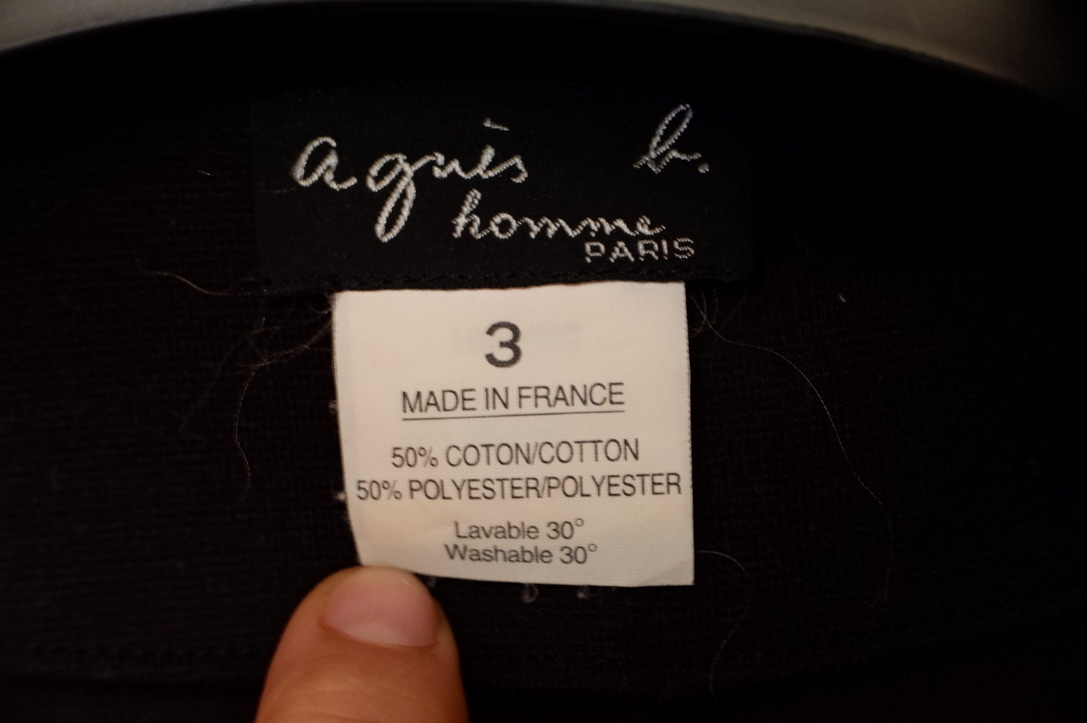 agnès b.
homme
PARIS
3
MADE IN FRANCE
50% COTON/COTTON
50% POLYESTER/POLYESTER
Lavable 30°
Washable 30°